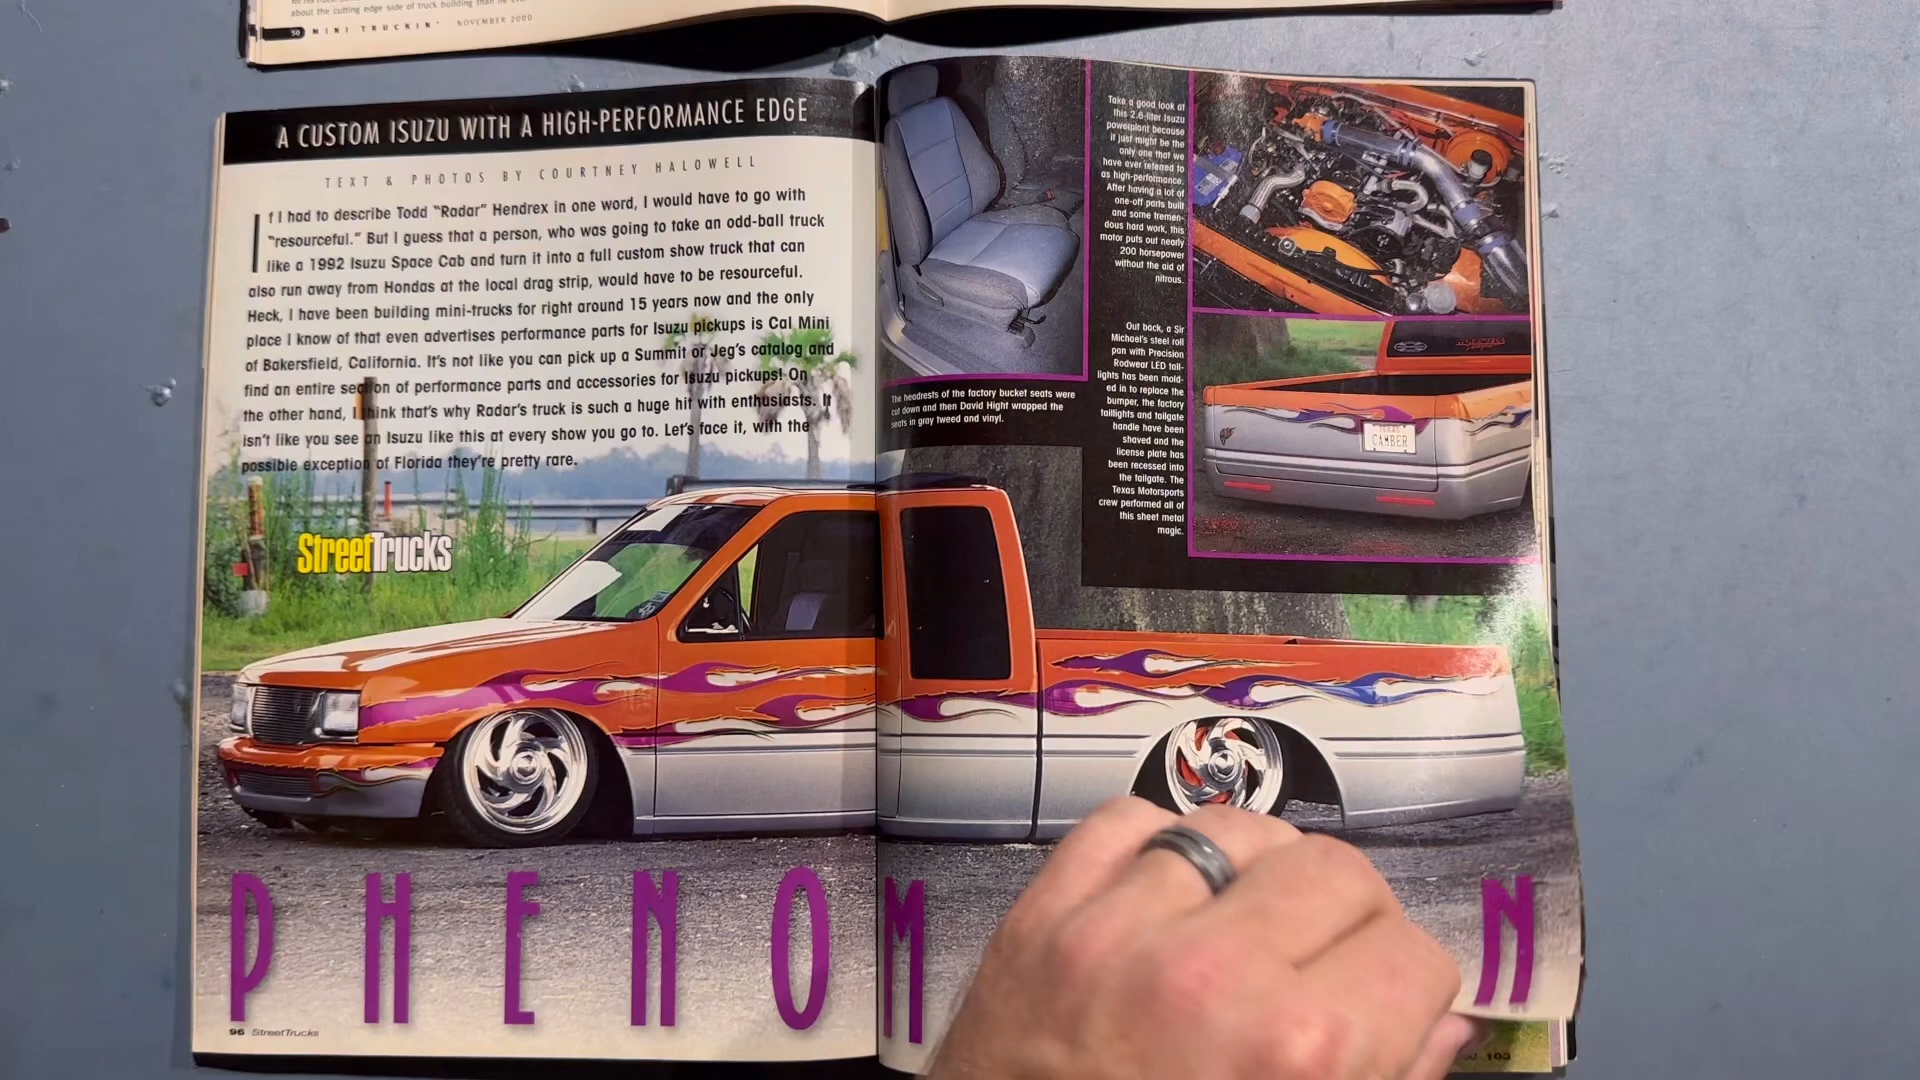 about the cutting edge side of truck building than he
50 MINI TRUCKIN' NOVEMBER 2000
A CUSTOM ISUZU WITH A HIGH-PERFORMANCE EDGE
TEXT & PHOTOS BY COURTNEY HALOWELL
If I had to describe Todd "Radar" Hendrex in one word, I would have to go with
"resourceful." But I guess that a person, who was going to take an odd-ball truck
like a 1992 Isuzu Space Cab and turn it into a full custom show truck that can
also run away from Hondas at the local drag strip, would have to be resourceful.
Heck, I have been building mini-trucks for right around 15 years now and the only
place I know of that even advertises performance parts for Isuzu pickups is Cal Mini
of Bakersfield, California. It's not like you can pick up a Summit or Jeg's catalog and
find an entire section of performance parts and accessories for Isuzu pickups! On
the other hand, I think that's why Radar's truck is such a huge hit with enthusiasts. It
isn't like you see an Isuzu like this at every show you go to. Let's face it, with the
possible exception of Florida they're pretty rare.
StreetTrucks
PHENO
96 StreetTrucks
The headrests of the factory bucket seats were
cut down and then David Hight wrapped the
seats in gray tweed and vinyl.
Take a good look at
this 2.6-liter Isuzu
powerplant because
it just might be the
only one that we
have ever referred to
as high-performance.
After having a lot of
one-off parts built
and some tremen-
dous hard work, this
motor puts out nearly
200 horsepower
without the aid of
nitrous.
Out back, a Sir
Michael's steel roll
pan with Precision
Rodwear LED tail-
lights has been mold-
ed in to replace the
bumper, the factory
taillights and tailgate
handle have been
shaved and the
license plate has
been recessed into
the tailgate. The
Texas Motorsports
crew performed all of
this sheet metal
magic.
TEXAS
CAMBER
M N
103